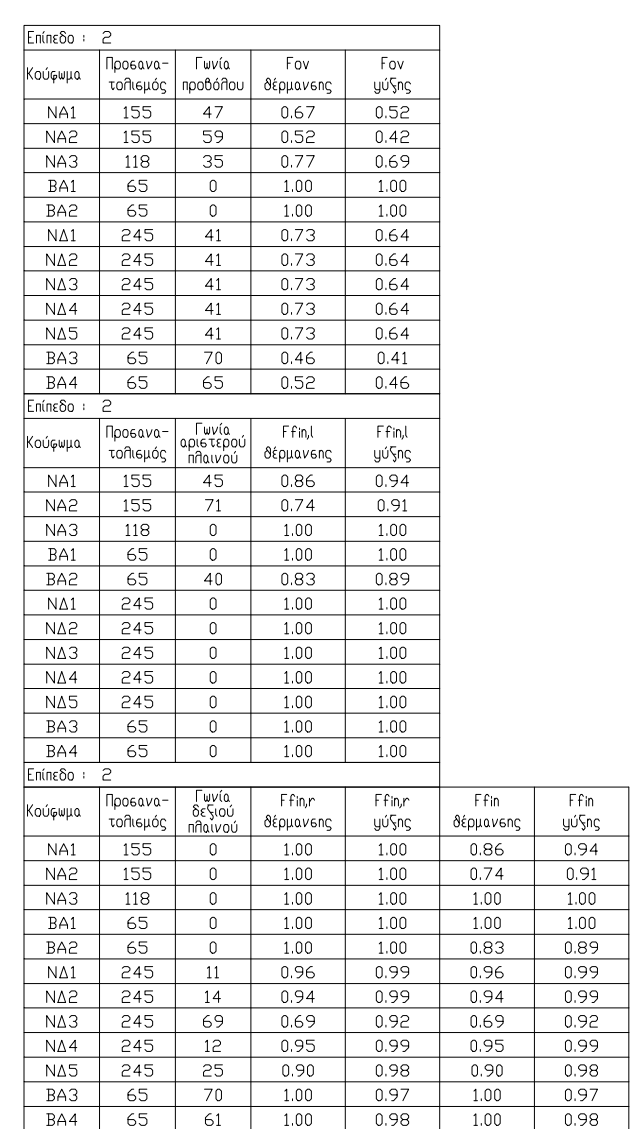 Επίπεδο : 2
Κούφωμα Προσανα-τολισμός Γωνία προβόλου Fov θέρμανσης Fov ψύξης
ΝΑ1 155 47 0.67 0.52
ΝΑ2 155 59 0.52 0.42
ΝΑ3 118 35 0.77 0.69
ΒΑ1 65 0 1.00 1.00
ΒΑ2 65 0 1.00 1.00
ΝΔ1 245 41 0.73 0.64
ΝΔ2 245 41 0.73 0.64
ΝΔ3 245 41 0.73 0.64
ΝΔ4 245 41 0.73 0.64
ΝΔ5 245 41 0.73 0.64
ΒΑ3 65 70 0.46 0.41
ΒΑ4 65 65 0.52 0.46
Επίπεδο : 2
Κούφωμα Προσανα-τολισμός Γωνία αριστερού πλαινού Ffin,l θέρμανσης Ffin,l ψύξης
ΝΑ1 155 45 0.86 0.94
ΝΑ2 155 71 0.74 0.91
ΝΑ3 118 0 1.00 1.00
ΒΑ1 65 0 1.00 1.00
ΒΑ2 65 40 0.83 0.89
ΝΔ1 245 0 1.00 1.00
ΝΔ2 245 0 1.00 1.00
ΝΔ3 245 0 1.00 1.00
ΝΔ4 245 0 1.00 1.00
ΝΔ5 245 0 1.00 1.00
ΒΑ3 65 0 1.00 1.00
ΒΑ4 65 0 1.00 1.00
Επίπεδο : 2
Κούφωμα Προσανα-τολισμός Γωνία δεξιού πλαινού Ffin,r θέρμανσης Ffin,r ψύξης Ffin θέρμανσης Ffin ψύξης
ΝΑ1 155 0 1.00 1.00 0.86 0.94
ΝΑ2 155 0 1.00 1.00 0.74 0.91
ΝΑ3 118 0 1.00 1.00 1.00 1.00
ΒΑ1 65 0 1.00 1.00 1.00 1.00
ΒΑ2 65 0 1.00 1.00 0.83 0.89
ΝΔ1 245 11 0.96 0.99 0.96 0.99
ΝΔ2 245 14 0.94 0.99 0.94 0.99
ΝΔ3 245 69 0.69 0.92 0.69 0.92
ΝΔ4 245 12 0.95 0.99 0.95 0.99
ΝΔ5 245 25 0.90 0.98 0.90 0.98
ΒΑ3 65 70 1.00 0.97 1.00 0.97
ΒΑ4 65 61 1.00 0.98 1.00 0.98